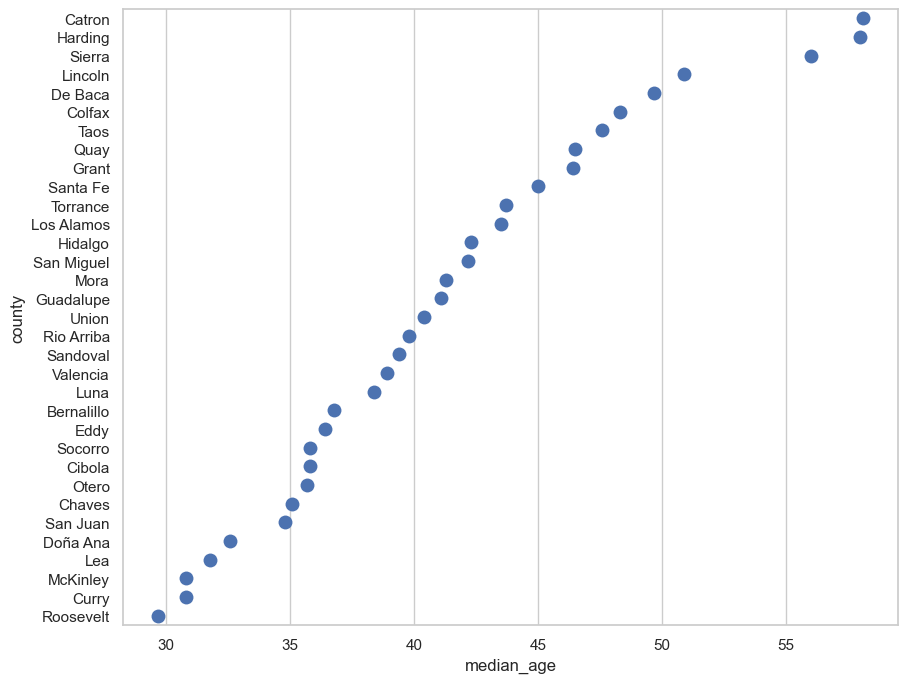 Catron
Harding
Sierra
Lincoln
De Baca
Colfax
Taos
Quay
Grant
Santa Fe
Torrance
Los Alamos
Hidalgo
San Miguel
Mora
Guadalupe
Union
Rio Arriba
Sandoval
Valencia
Luna
Bernalillo
Eddy
Socorro
Cibola
Otero
Chaves
San Juan
Doña Ana
Lea
McKinley
Curry
Roosevelt
county
30 35 40 45 50 55
median_age